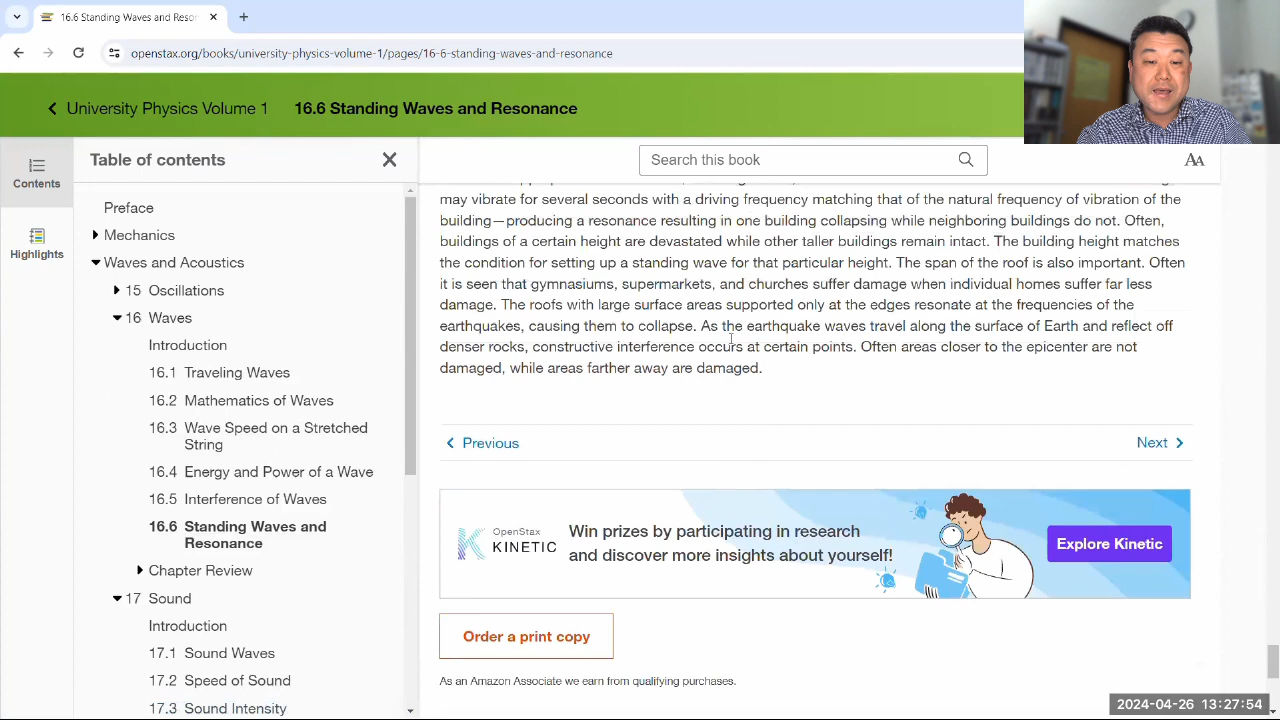 16.6 Standing Waves and Reson
openstax.org/books/university-physics-volume-1/pages/16-6-standing-waves-and-resonance
University Physics Volume 1
16.6 Standing Waves and Resonance
Contents
Highlights
Table of contents
Search this book
AA
Preface
Mechanics
Waves and Acoustics
15 Oscillations
16 Waves
Introduction
16.1 Traveling Waves
16.2 Mathematics of Waves
16.3 Wave Speed on a Stretched
String
16.4 Energy and Power of a Wave
16.5 Interference of Waves
16.6 Standing Waves and
Resonance
Chapter Review
17 Sound
Introduction
17.1 Sound Waves
17.2 Speed of Sound
17.3 Sound Intensity
may vibrate for several seconds with a driving frequency matching that of the natural frequency of vibration of the
building—producing a resonance resulting in one building collapsing while neighboring buildings do not. Often,
buildings of a certain height are devastated while other taller buildings remain intact. The building height matches
the condition for setting up a standing wave for that particular height. The span of the roof is also important. Often
it is seen that gymnasiums, supermarkets, and churches suffer damage when individual homes suffer far less
damage. The roofs with large surface areas supported only at the edges resonate at the frequencies of the
earthquakes, causing them to collapse. As the earthquake waves travel along the surface of Earth and reflect off
denser rocks, constructive interference occurs at certain points. Often areas closer to the epicenter are not
damaged, while areas farther away are damaged.
Previous
Next
OpenStax
KINETIC
Win prizes by participating in research
and discover more insights about yourself!
Explore Kinetic
Order a print copy
As an Amazon Associate we earn from qualifying purchases.
2024-04-26 13:27:54